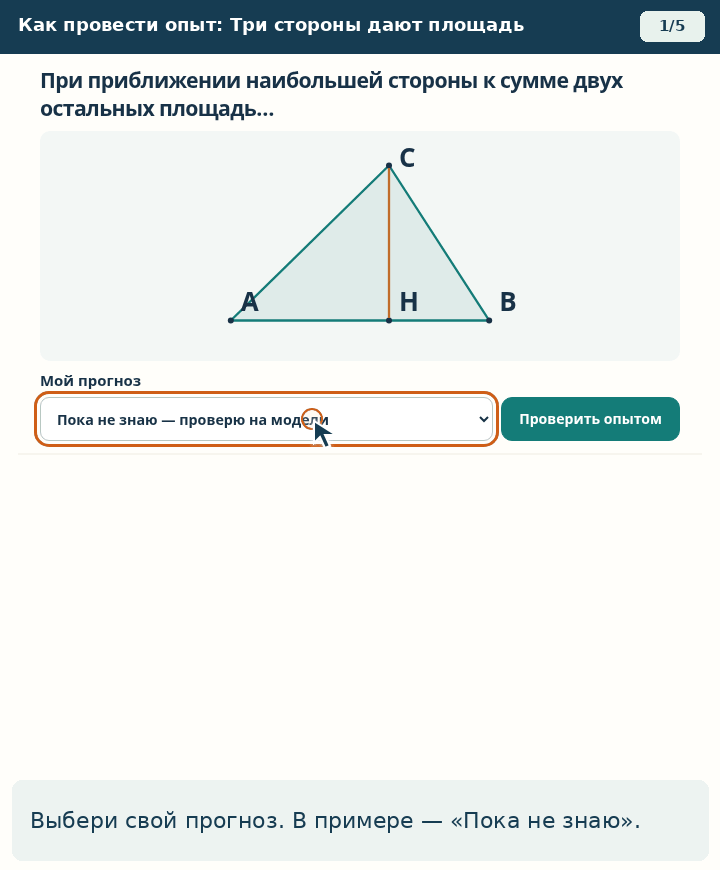 Как провести опыт: Три стороны дают площадь
1/5
При приближении наибольшей стороны к сумме двух
остальных площадь...
C
A
H
B
Мой прогноз
Пока не знаю — проверю на модели
Проверить опытом
Выбери свой прогноз. В примере — «Пока не знаю».